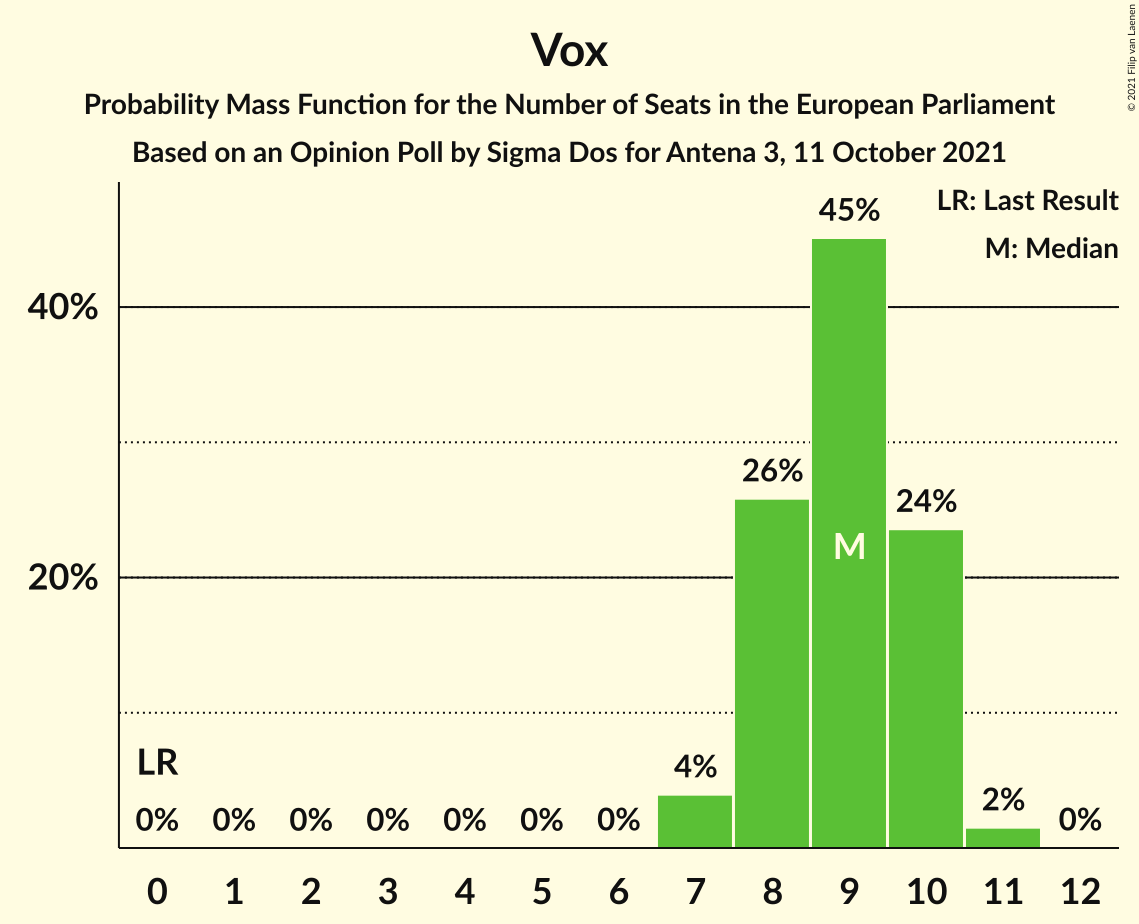 Vox
Probability Mass Function for the Number of Seats in the European Parliament
Based on an Opinion Poll by Sigma Dos for Antena 3, 11 October 2021
© 2021 Filip van Laenen
LR: Last Result
M: Median
45%
40%
26%
24%
M
20%
LR
4%
2%
0% 0% 0% 0% 0% 0% 0% 0%
0 1 2 3 4 5 6 7 8 9 10 11 12